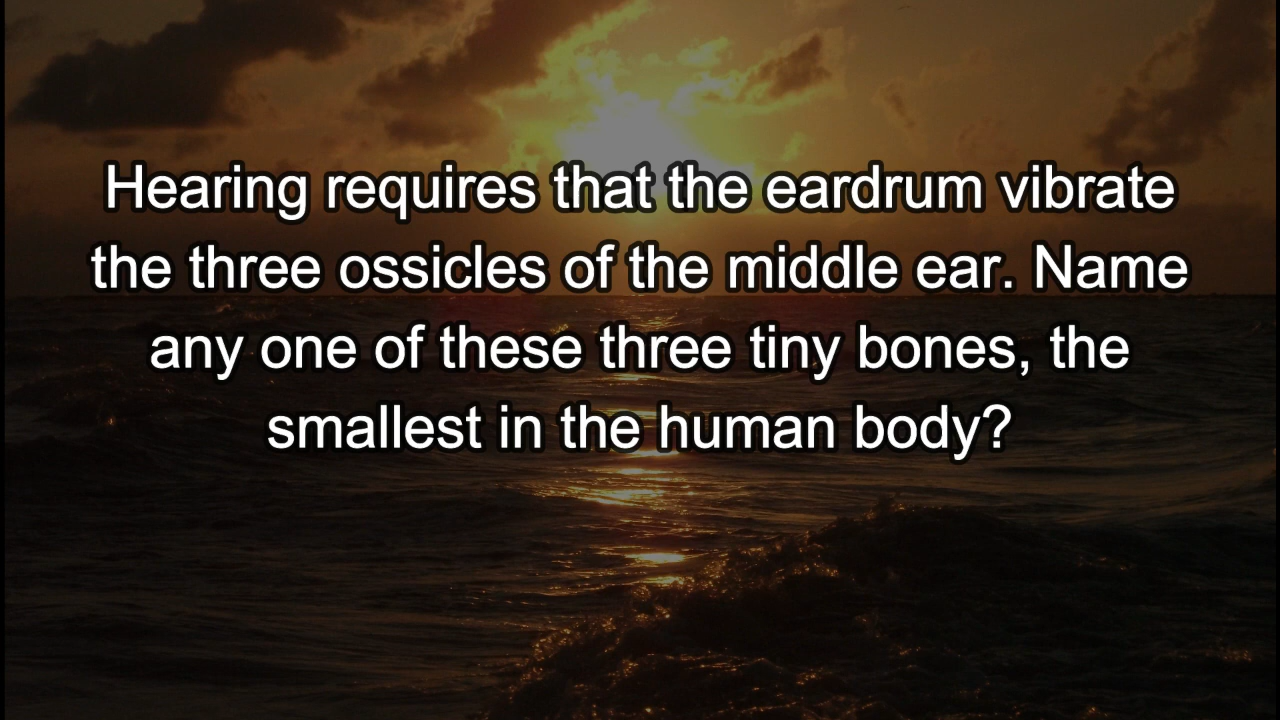 Hearing requires that the eardrum vibrate
the three ossicles of the middle ear. Name
any one of these three tiny bones, the
smallest in the human body?